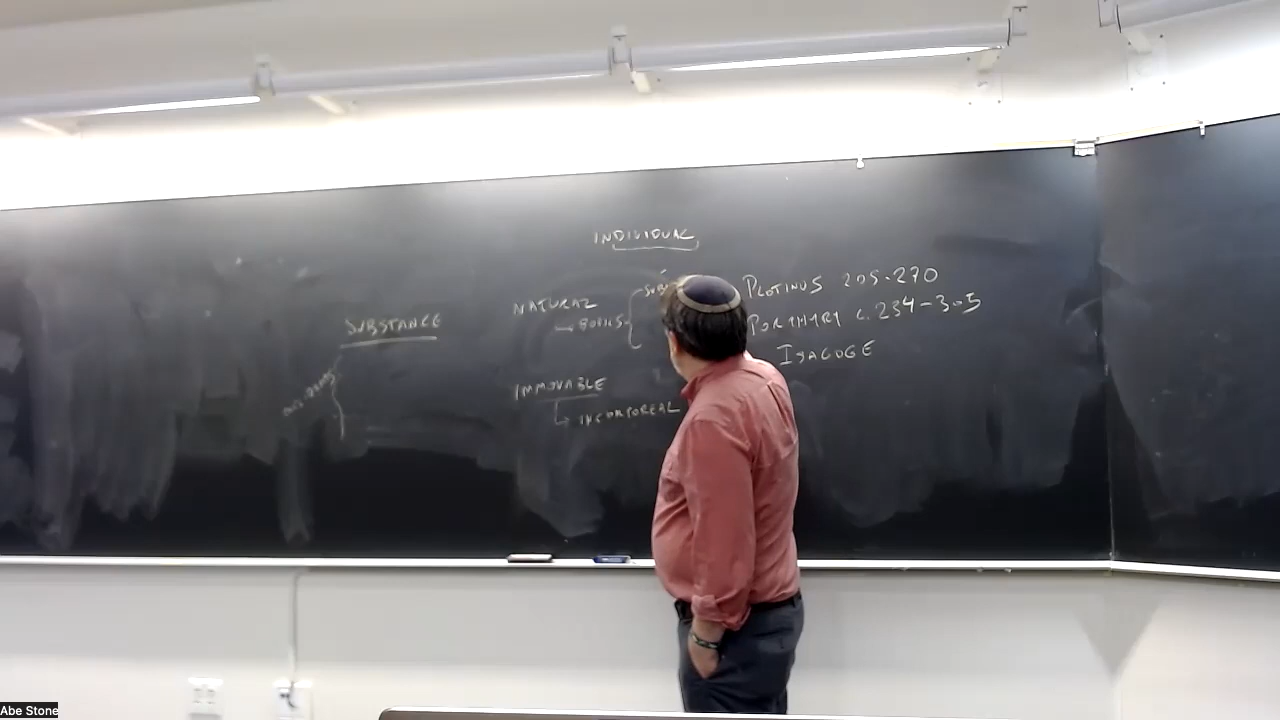 INDIVIDUAL
SUBSTANCE
NATURAL
BODIES
IMMOVABLE
INCORPOREAL
PLOTINUS 205-270
PORPHYRY c. 234-305
ISAGOGE
Abe Stone